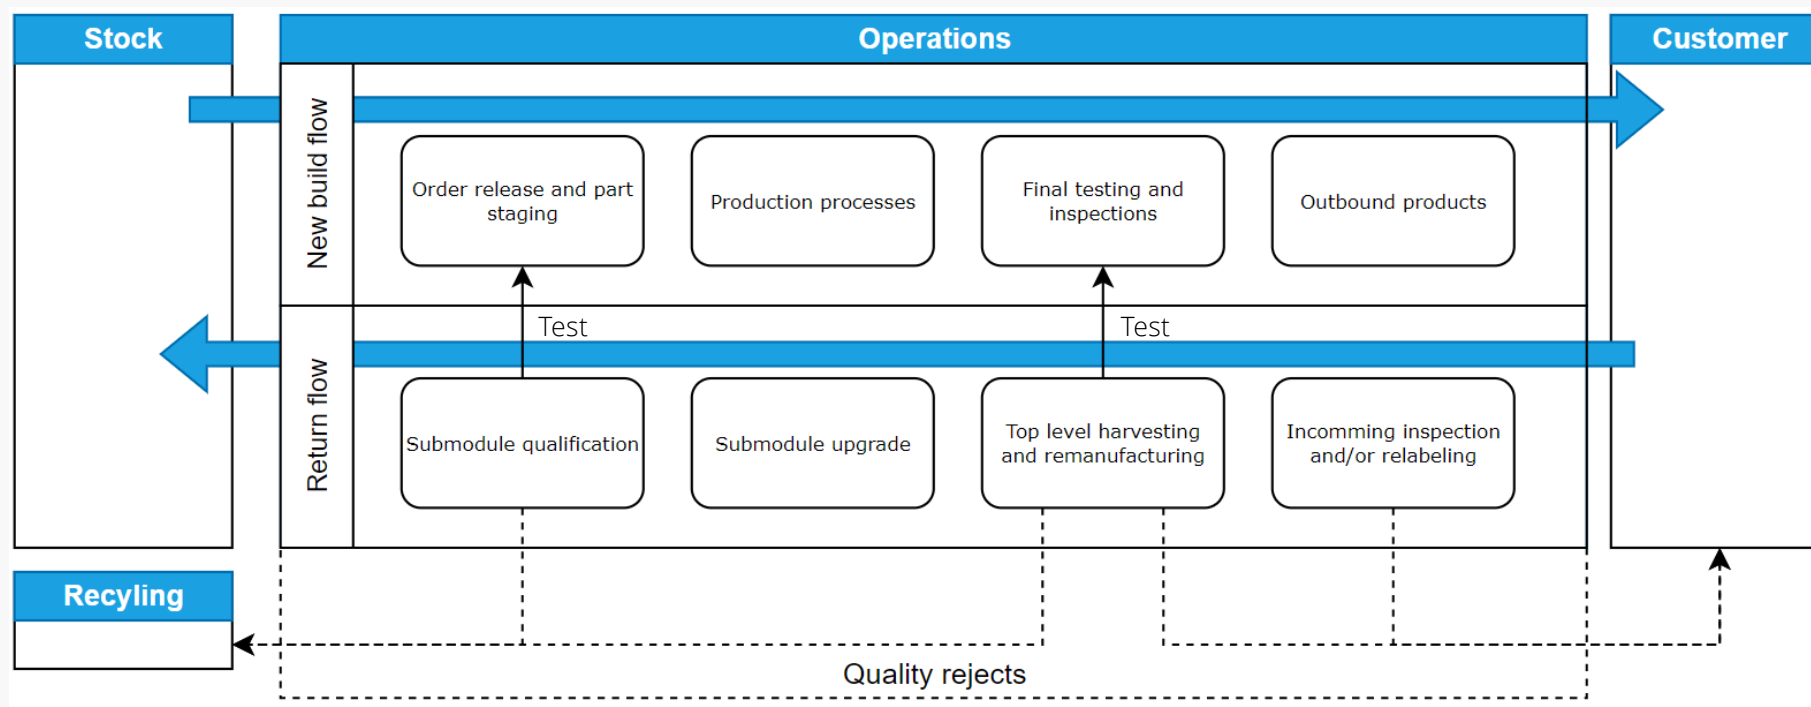 Stock
Operations
Customer
New build flow
Order release and part
staging
Production processes
Final testing and
inspections
Outbound products
Test
Test
Return flow
Submodule qualification
Submodule upgrade
Top level harvesting
and remanufacturing
Incomming inspection
and/or relabeling
Recyling
Quality rejects